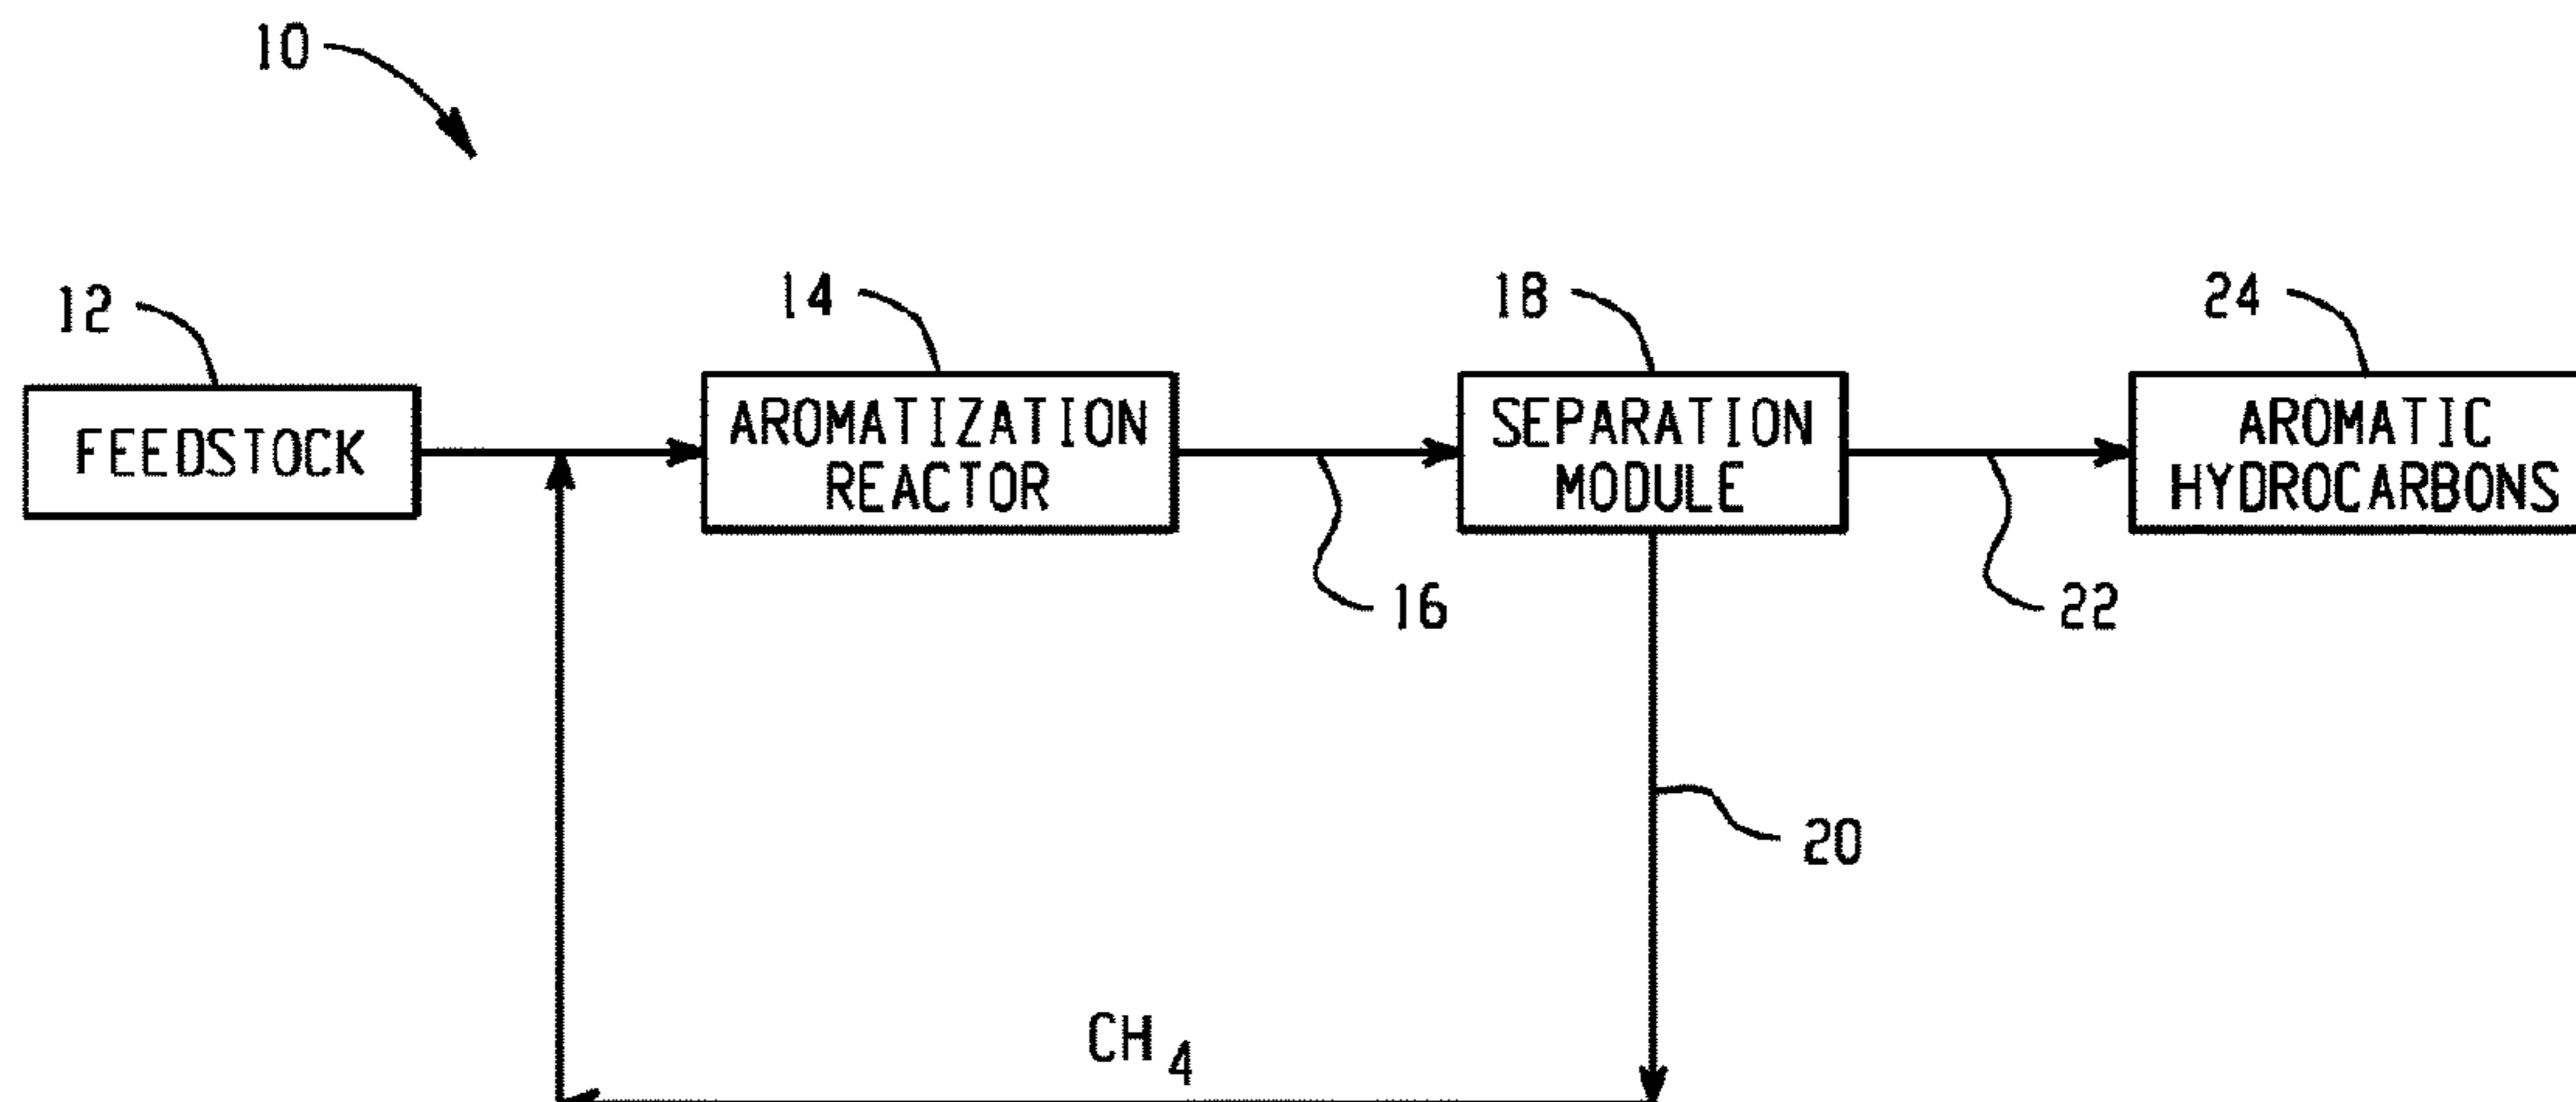 10
12
14
18
24
FEEDSTOCK
AROMATIZATION
REACTOR
SEPARATION
MODULE
AROMATIC
HYDROCARBONS
16
22
20
CH4